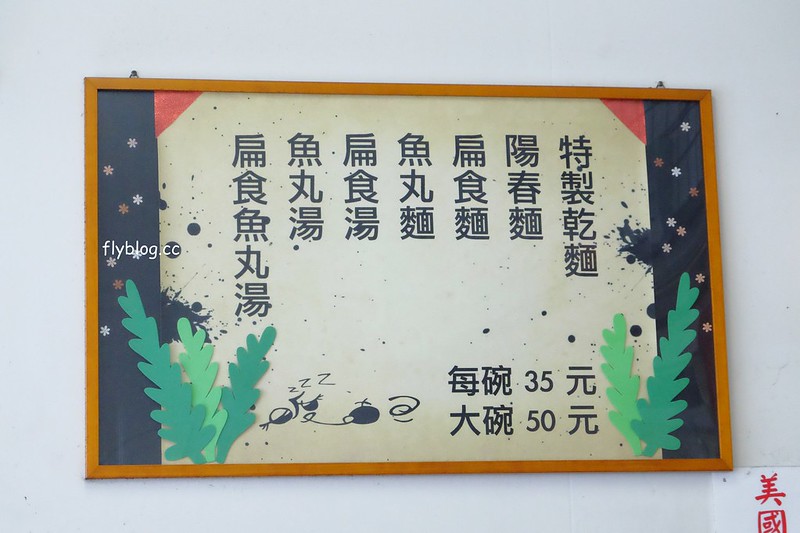 特製乾麵
陽春麵
扁食麵
魚丸麵
扁食湯
魚丸湯
扁食魚丸湯
每碗 35 元
大碗 50 元
zzz
flyblog.cc
美國